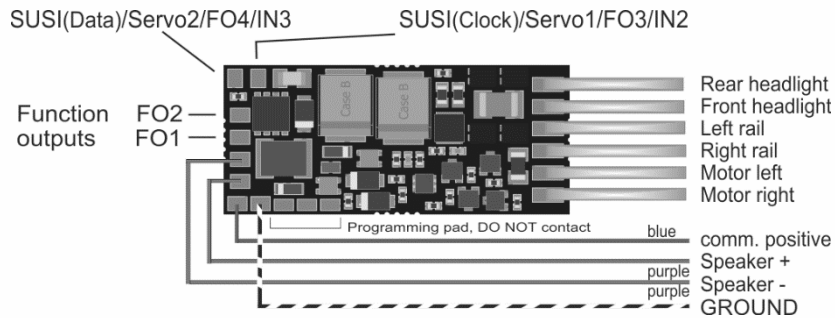 SUSI(Data)/Servo2/FO4/IN3
SUSI(Clock)/Servo1/FO3/IN2
Function outputs
FO2
FO1
Case B
Case B
Rear headlight
Front headlight
Left rail
Right rail
Motor left
Motor right
Programming pad, DO NOT contact
blue
comm. positive
Speaker +
purple
Speaker -
purple
GROUND